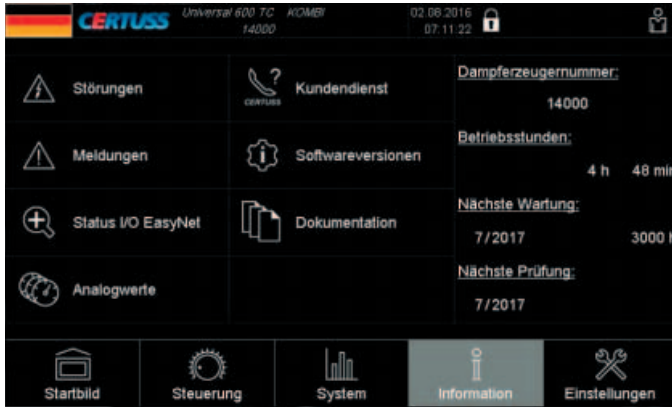 CERTUSS
Universal 600 TC KOMBI
14000
02.08.2016
07:11:22
Störungen
Meldungen
Status I/O EasyNet
Analogwerte
?
CERTUSS
Kundendienst
Softwareversionen
Dokumentation
Dampferzeugernummer:
14000
Betriebsstunden:
4 h 48 min
Nächste Wartung:
7/2017 3000 h
Nächste Prüfung:
7/2017
Startbild
Steuerung
System
Information
Einstellungen